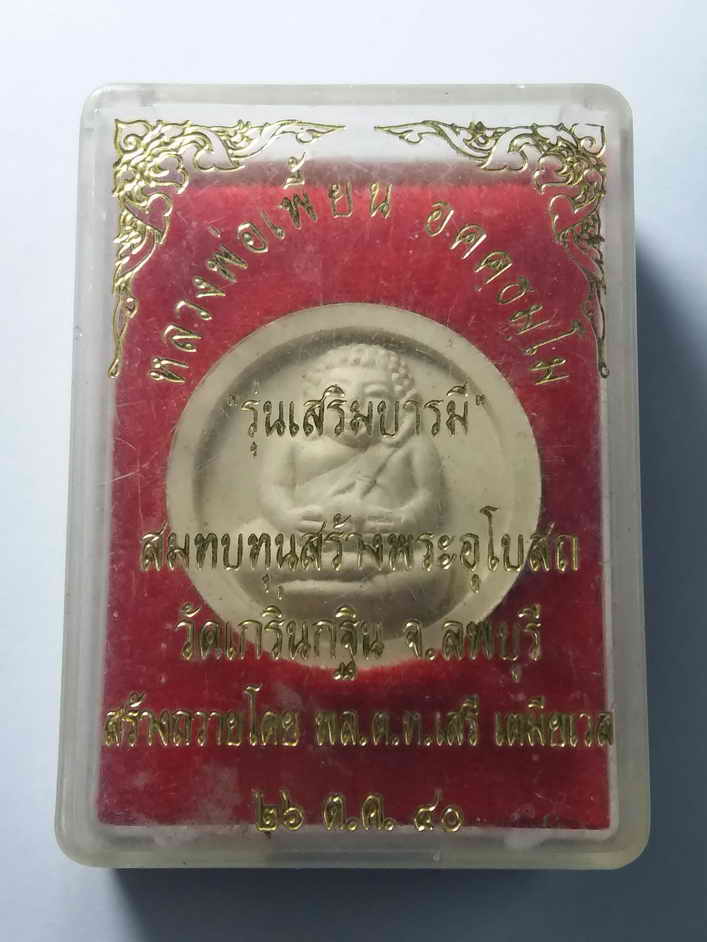 หลวงพ่อเพี้ยน อคฺคธมฺโม
"รุ่นเสริมบารมี"
สมทบทุนสร้างพระอุโบสถ
วัดเกริ่นกฐิน จ.ลพบุรี
สร้างถวายโดย พล.ต.ท.เสรี เตมียเวส
๒๖ ต.ค. ๔๐